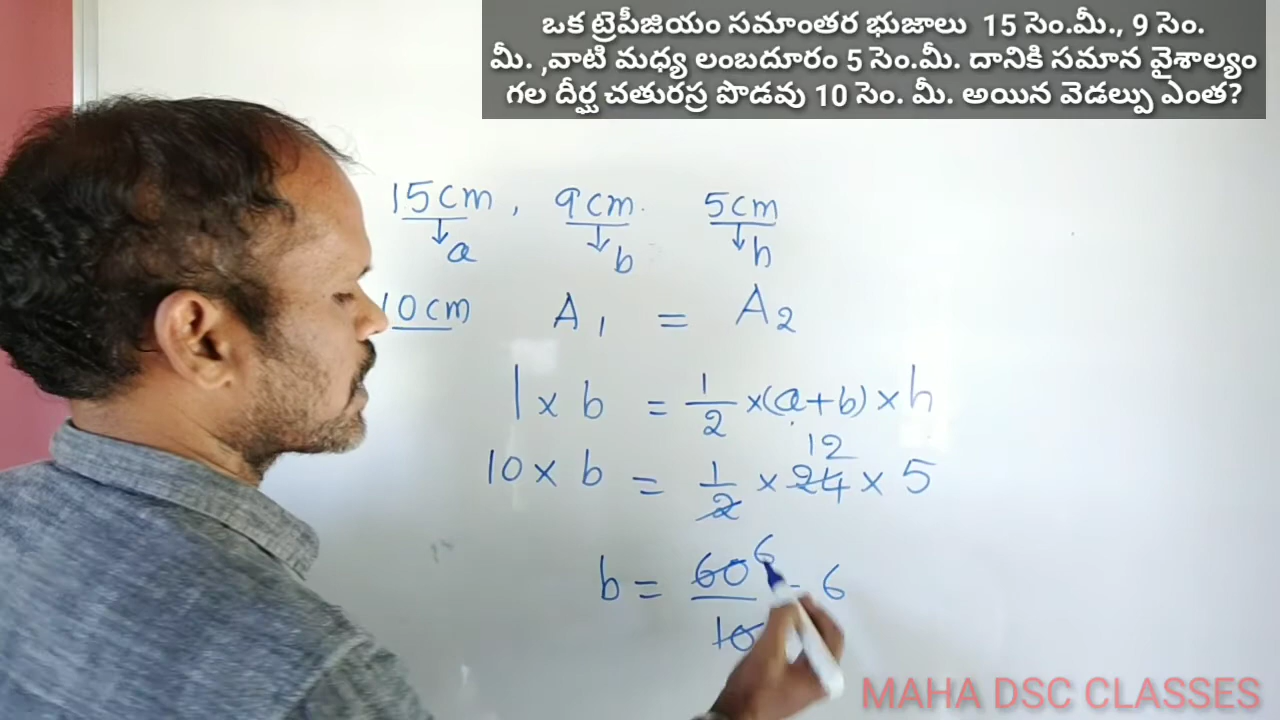 ఒక ట్రెపీజియం సమాంతర భుజాలు 15 సెం.మీ., 9 సెం.
మీ. ,వాటి మధ్య లంబదూరం 5 సెం.మీ. దానికి సమాన వైశాల్యం
గల దీర్ఘ చతురస్ర పొడవు 10 సెం. మీ. అయిన వెడల్పు ఎంత?
15cm, 9cm. 5cm
↓a ↓b ↓h
10cm A1 = A2
l × b = 1/2 ×(a+b)×h
12
10 × b = 1/2 × 24 × 5
6
b = 60/10 = 6
MAHA DSC CLASSES